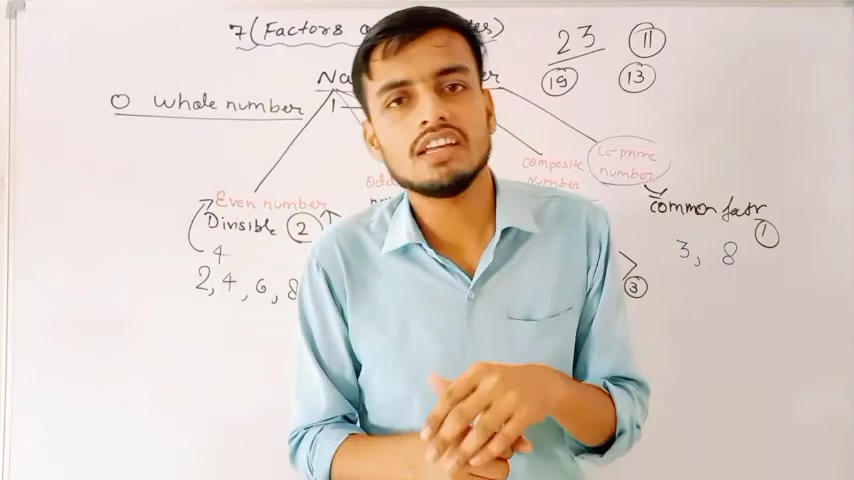 7 (Factors
23 11
19 13
0 Whole number
1
composite number
Co-prime number
Even number
Divisible 2
4
2, 4, 6, 8
common
1
3, 8
3